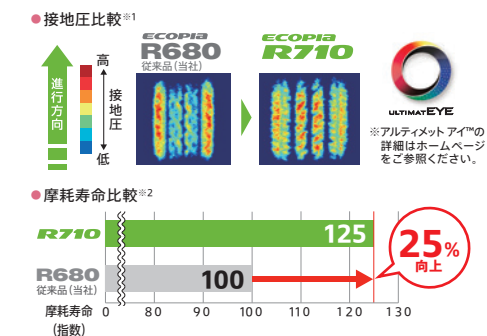 ●接地圧比較※1
ECOPIA
R680
従来品(当社)
ECOPIA
R710
進行方向
高
接地圧
低
ULTIMATEYE
※アルティメット アイ™の
詳細はホームページ
をご参照ください。
●摩耗寿命比較※2
R710
125
25%
向上
R680
従来品(当社)
100
摩耗寿命
(指数)
0 80 90 100 110 120 130